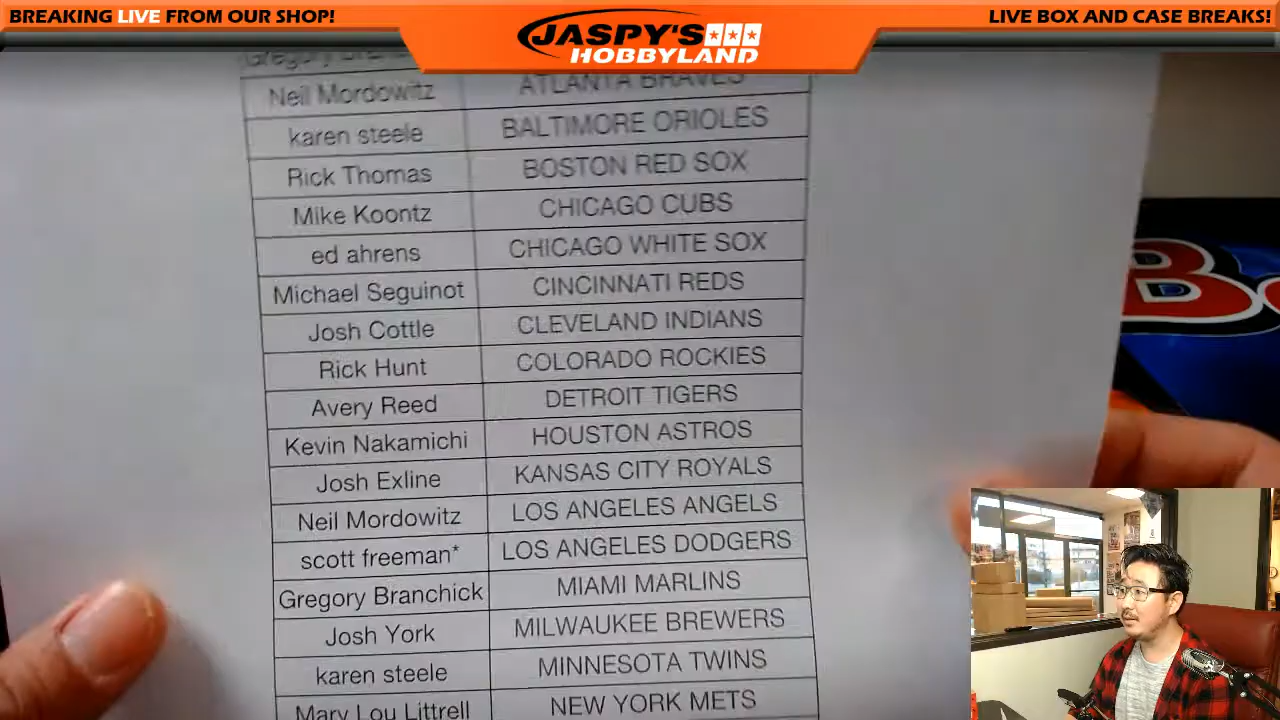 BREAKING LIVE FROM OUR SHOP!
JASPY'S
HOBBYLAND
LIVE BOX AND CASE BREAKS!
Gregory
Neil Mordowitz ATLANTA BRAVES
karen steele BALTIMORE ORIOLES
Rick Thomas BOSTON RED SOX
Mike Koontz CHICAGO CUBS
ed ahrens CHICAGO WHITE SOX
Michael Seguinot CINCINNATI REDS
Josh Cottle CLEVELAND INDIANS
Rick Hunt COLORADO ROCKIES
Avery Reed DETROIT TIGERS
Kevin Nakamichi HOUSTON ASTROS
Josh Exline KANSAS CITY ROYALS
Neil Mordowitz LOS ANGELES ANGELS
scott freeman* LOS ANGELES DODGERS
Gregory Branchick MIAMI MARLINS
Josh York MILWAUKEE BREWERS
karen steele MINNESOTA TWINS
Mary Lou Littrell NEW YORK METS
B